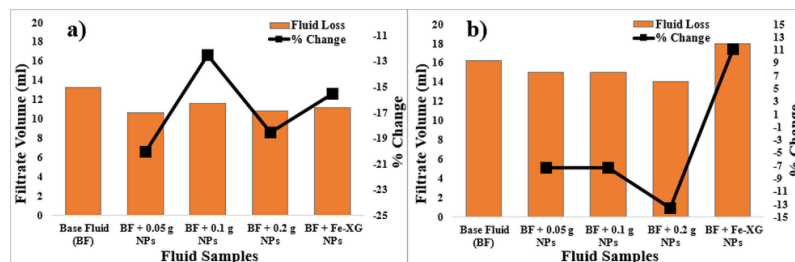 a)
Fluid Loss
% Change
Filtrate Volume (ml)
20
18
16
14
12
10
8
6
4
2
0
-11
-13
-15
-17
-19
-21
-23
-25
% Change
Base Fluid (BF)
BF + 0.05 g NPs
BF + 0.1 g NPs
BF + 0.2 g NPs
BF + Fe-XG NPs
Fluid Samples
b)
Fluid Loss
% Change
Filtrate Volume (ml)
20
18
16
14
12
10
8
6
4
2
0
15
13
11
9
7
5
3
1
-1
-3
-5
-7
-9
-11
-13
-15
% Change
Base Fluid (BF)
BF + 0.05 g NPs
BF + 0.1 g NPs
BF + 0.2 g NPs
BF + Fe-XG NPs
Fluid Samples